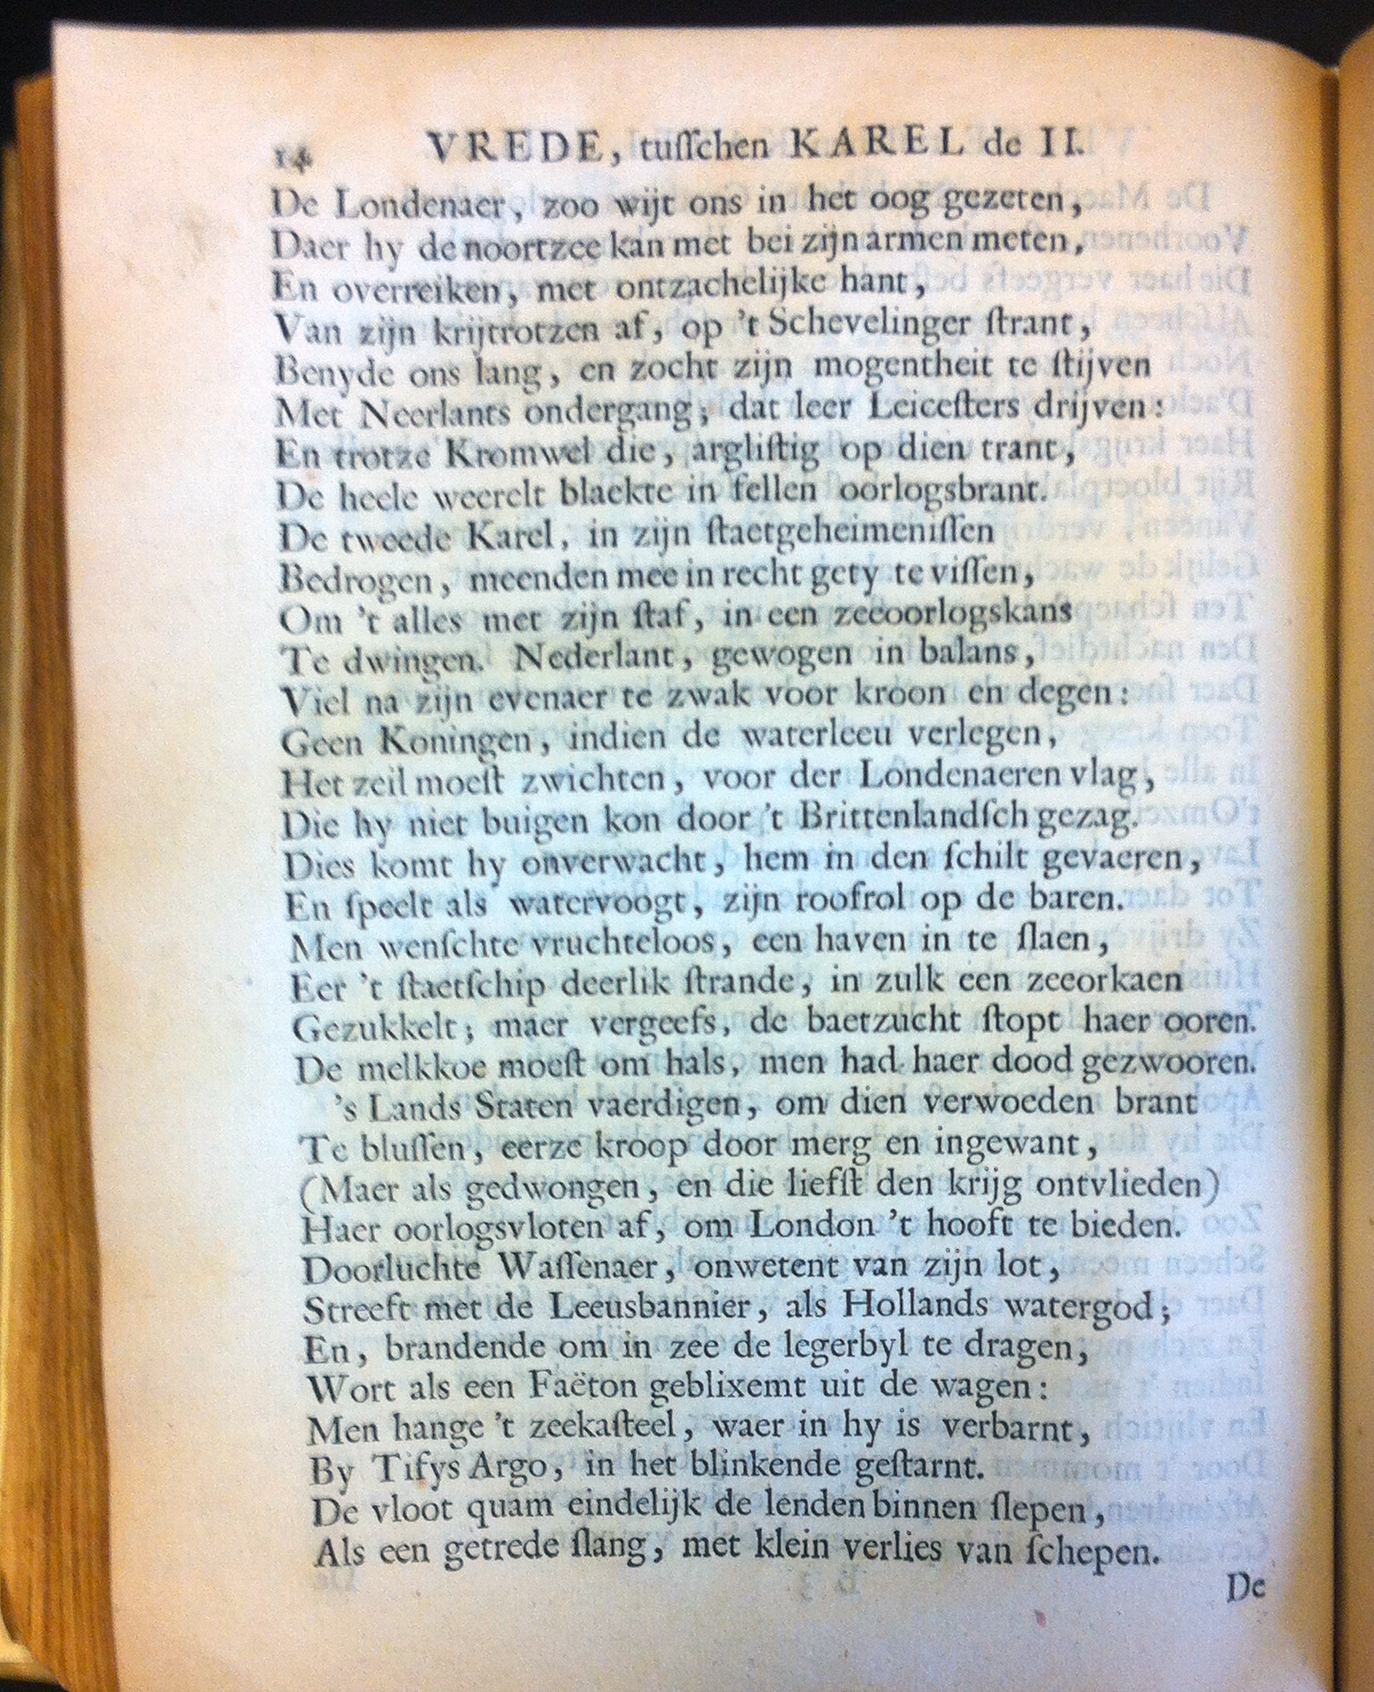 14 VREDE, tuſſchen KAREL de II.
De Londenaer, zoo wijt ons in het oog gezeten,
Daer hy de noortzee kan met bei zijn armen meten,
En overreiken, met ontzachelijke hant,
Van zijn krijtrotzen af, op 't Schevelinger ſtrant,
Benyde ons lang, en zocht zijn mogentheit te ſtijven
Met Neerlants ondergang; dat leer Leiceſters drijven:
En trotze Kromwel die, argliſtig op dien trant,
De heele weerelt blaekte in fellen oorlogsbrant.
De tweede Karel, in zijn ſtaetgeheimeniſſen
Bedrogen, meenden mee in recht gety te viſſen,
Om 't alles met zijn ſtaf, in een zeeoorlogskans
Te dwingen. Nederlant, gewogen in balans,
Viel na zijn evenaer te zwak voor kroon en degen:
Geen Koningen, indien de waterleeu verlegen,
Het zeil moeſt zwichten, voor der Londenaeren vlag,
Die hy niet buigen kon door 't Brittenlandſch gezag.
Dies komt hy onverwacht, hem in den ſchilt gevaeren,
En ſpeelt als watervoogt, zijn roofrol op de baren.
Men wenſchte vruchteloos, een haven in te ſlaen,
Eer 't ſtaetſchip deerlik ſtrande, in zulk een zeeorkaen
Gezukkelt; maer vergeefs, de baetzucht ſtopt haer ooren.
De melkkoe moeſt om hals, men had haer dood gezwooren.
's Lands Staten vaerdigen, om dien verwoeden brant
Te bluſſen, eerze kroop door merg en ingewant,
(Maer als gedwongen, en die liefſt den krijg ontvlieden)
Haer oorlogsvloten af, om London 't hooft te bieden.
Doorluchte Waſſenaer, onwetent van zijn lot,
Streeft met de Leeusbannier, als Hollands watergod;
En, brandende om in zee de legerbyl te dragen,
Wort als een Faëton geblixemt uit de wagen:
Men hange 't zeekaſteel, waer in hy is verbarnt,
By Tifys Argo, in het blinkende geſtarnt.
De vloot quam eindelijk de lenden binnen ſlepen,
Als een getrede ſlang, met klein verlies van ſchepen.
De